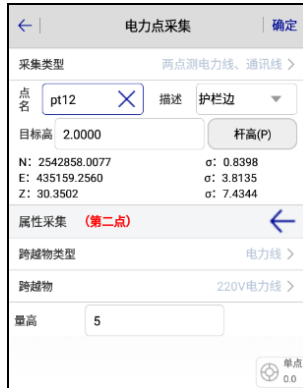 电力点采集
确定
采集类型 两点测电力线、通讯线
点名 pt12 描述 护栏边
目标高 2.0000 杆高(P)
N: 2542858.0077 σ: 0.8398
E: 435159.2560 σ: 3.8135
Z: 30.3502 σ: 7.4344
属性采集 （第二点）
跨越物类型 电力线
跨越物 220V电力线
量高 5
单点
0.0